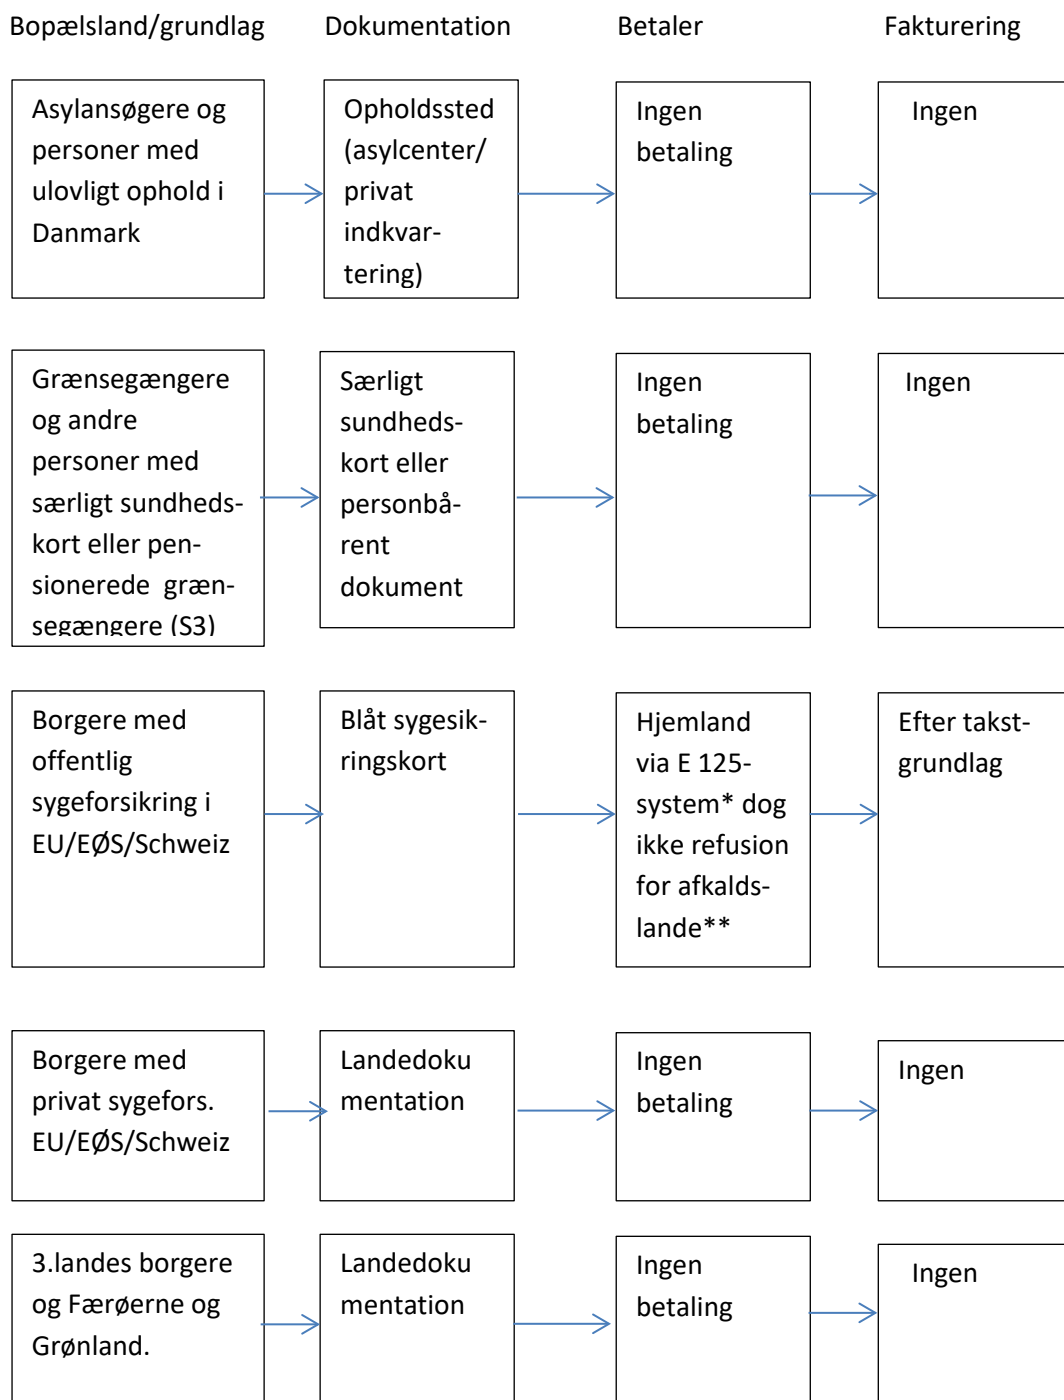 Bopælsland/grundlag Dokumentation Betaler Fakturering
Asylansøgere og
personer med
ulovligt ophold i
Danmark
Opholdssted
(asylcenter/
privat
indkvar-
tering)
Ingen
betaling
Ingen
Grænsegængere
og andre
personer med
særligt sundheds-
kort eller pen-
sionerede græn-
segængere (S3)
Særligt
sundheds-
kort eller
personbå-
rent
dokument
Ingen
betaling
Ingen
Borgere med
offentlig
sygeforsikring i
EU/EØS/Schweiz
Blåt sygesik-
ringskort
Hjemland
via E 125-
system* dog
ikke refusion
for afkalds-
lande**
Efter takst-
grundlag
Borgere med
privat sygefors.
EU/EØS/Schweiz
Landedoku
mentation
Ingen
betaling
Ingen
3.landes borgere
og Færøerne og
Grønland.
Landedoku
mentation
Ingen
betaling
Ingen